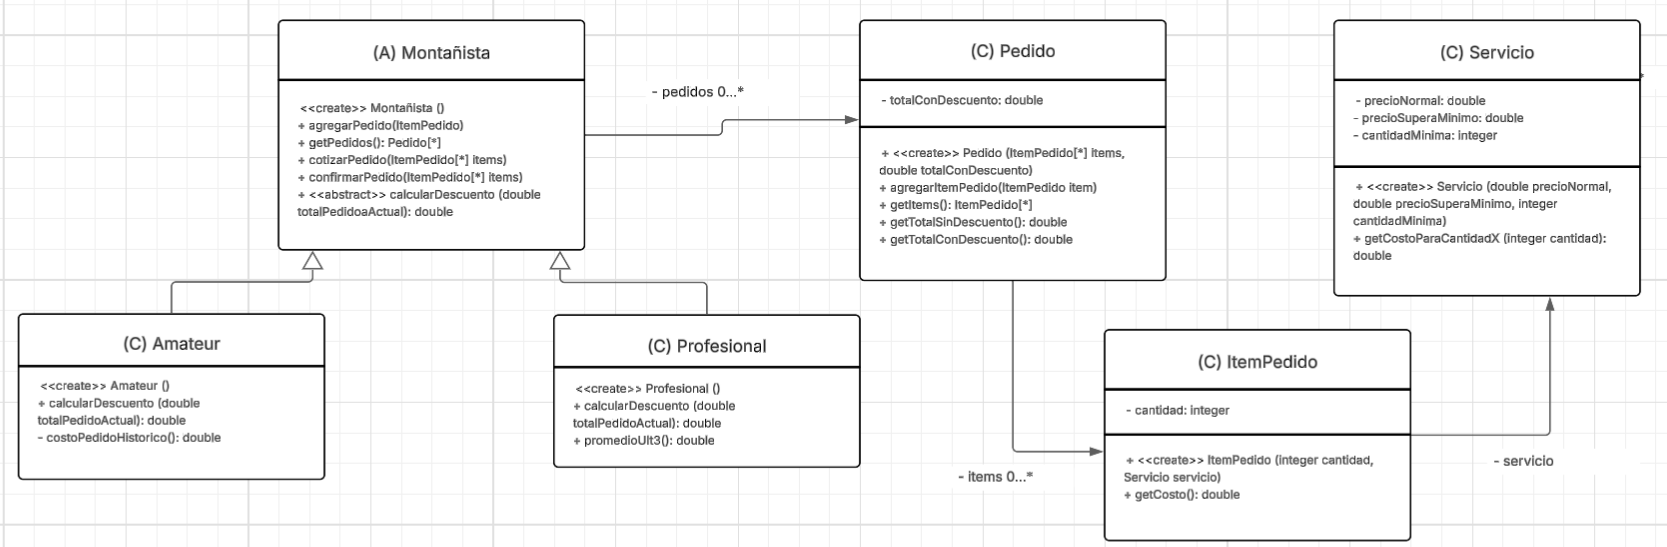 (A) Montañista
<<create>> Montañista ()
+ agregarPedido(ItemPedido)
+ getPedidos(): Pedido[*]
+ cotizarPedido(ItemPedido[*] items)
+ confirmarPedido(ItemPedido[*] items)
+ <<abstract>> calcularDescuento (double
totalPedidoaActual): double
- pedidos 0...*
(C) Pedido
- totalConDescuento: double
+ <<create>> Pedido (ItemPedido[*] items,
double totalConDescuento)
+ agregarItemPedido(ItemPedido item)
+ getItems(): ItemPedido[*]
+ getTotalSinDescuento(): double
+ getTotalConDescuento(): double
(C) Servicio
*
- precioNormal: double
- precioSuperaMinimo: double
- cantidadMinima: integer
+ <<create>> Servicio (double precioNormal,
double precioSuperaMinimo, integer
cantidadMinima)
+ getCostoParaCantidadX (integer cantidad):
double
(C) Amateur
<<create>> Amateur ()
+ calcularDescuento (double
totalPedidoActual): double
- costoPedidoHistorico(): double
(C) Profesional
<<create>> Profesional ()
+ calcularDescuento (double
totalPedidoActual): double
+ promedioUlt3(): double
- items 0...*
(C) ItemPedido
- cantidad: integer
+ <<create>> ItemPedido (integer cantidad,
Servicio servicio)
+ getCosto(): double
- servicio